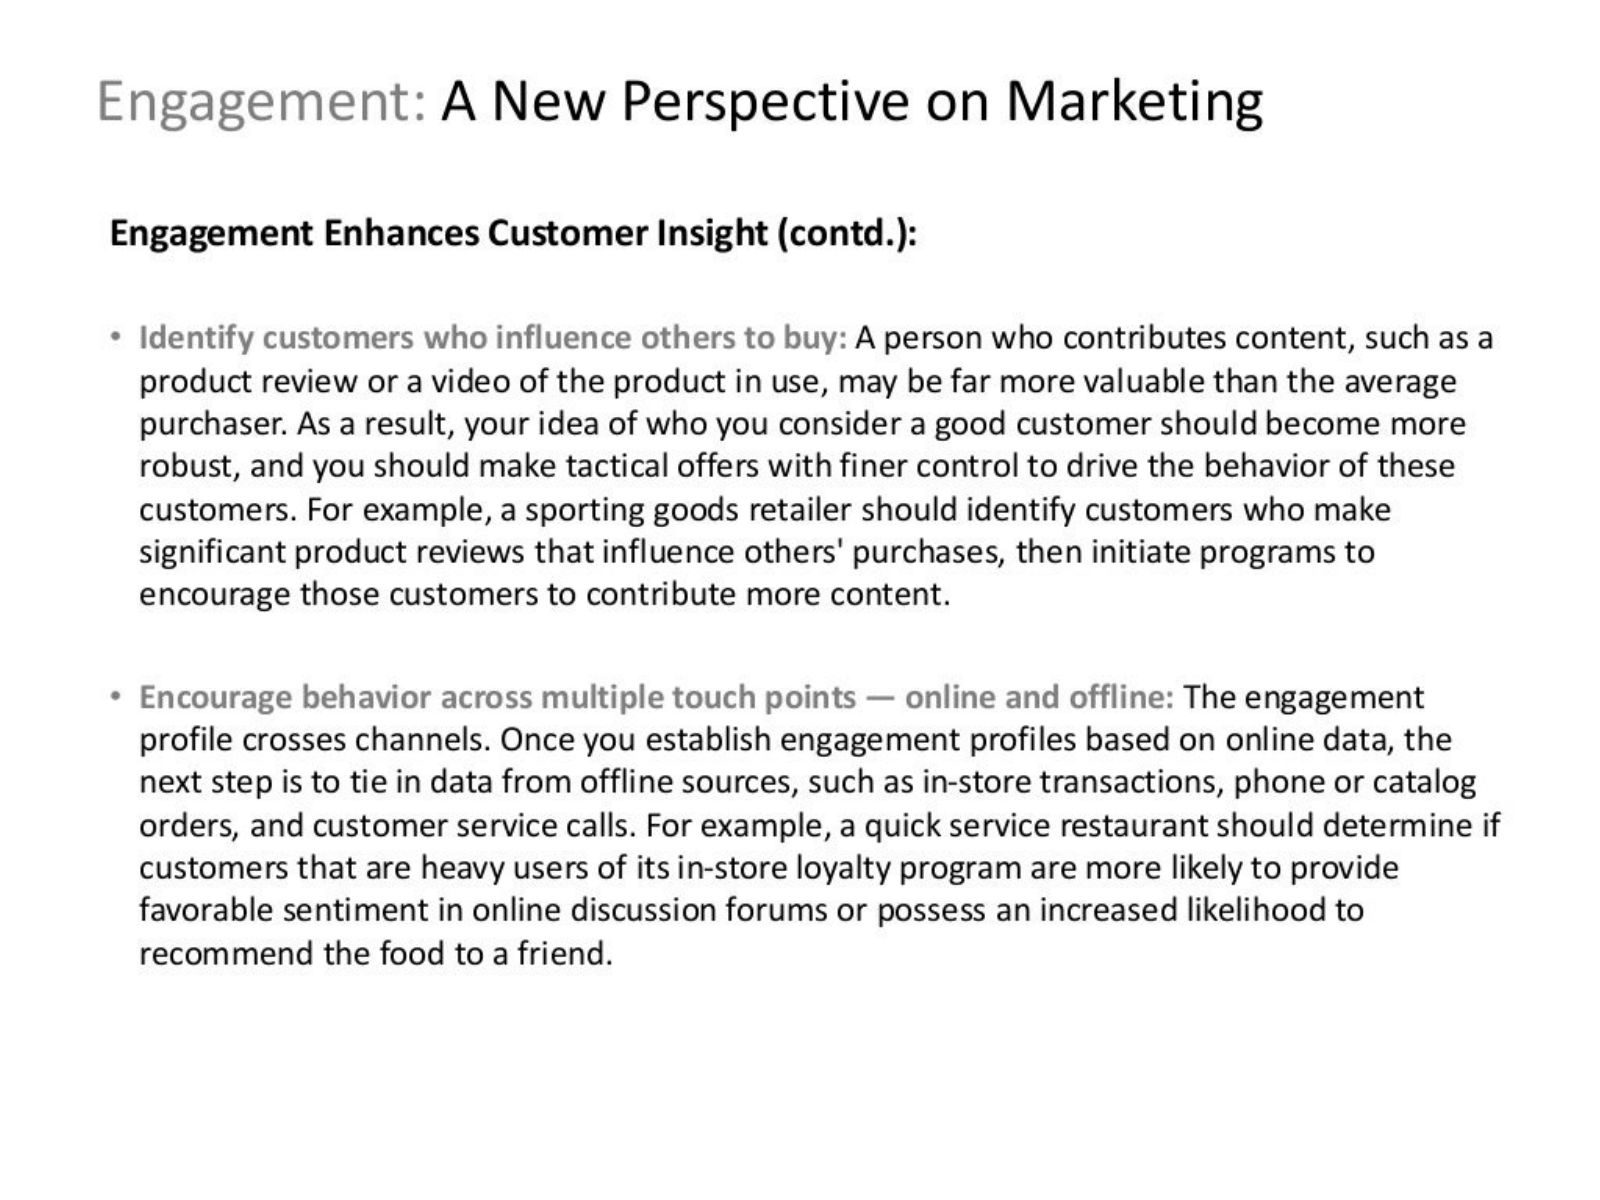 Engagement: A New Perspective on Marketing
Engagement Enhances Customer Insight (contd.):
• Identify customers who influence others to buy: A person who contributes content, such as a
product review or a video of the product in use, may be far more valuable than the average
purchaser. As a result, your idea of who you consider a good customer should become more
robust, and you should make tactical offers with finer control to drive the behavior of these
customers. For example, a sporting goods retailer should identify customers who make
significant product reviews that influence others' purchases, then initiate programs to
encourage those customers to contribute more content.
• Encourage behavior across multiple touch points — online and offline: The engagement
profile crosses channels. Once you establish engagement profiles based on online data, the
next step is to tie in data from offline sources, such as in-store transactions, phone or catalog
orders, and customer service calls. For example, a quick service restaurant should determine if
customers that are heavy users of its in-store loyalty program are more likely to provide
favorable sentiment in online discussion forums or possess an increased likelihood to
recommend the food to a friend.